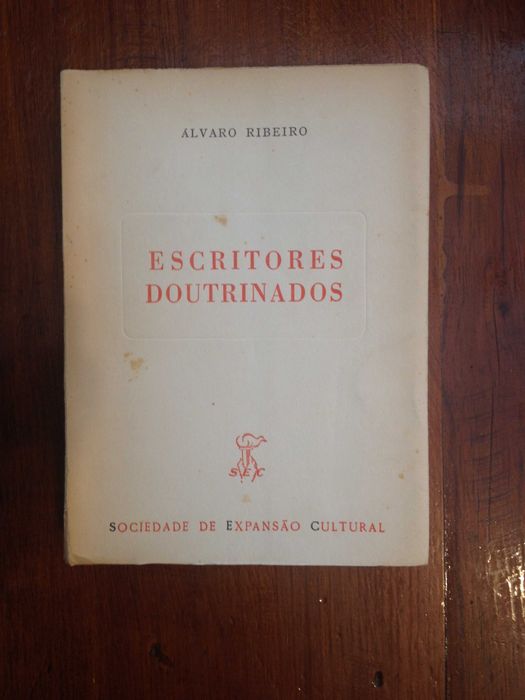 ÁLVARO RIBEIRO
ESCRITORES
DOUTRINADOS
SEC
SOCIEDADE DE EXPANSÃO CULTURAL